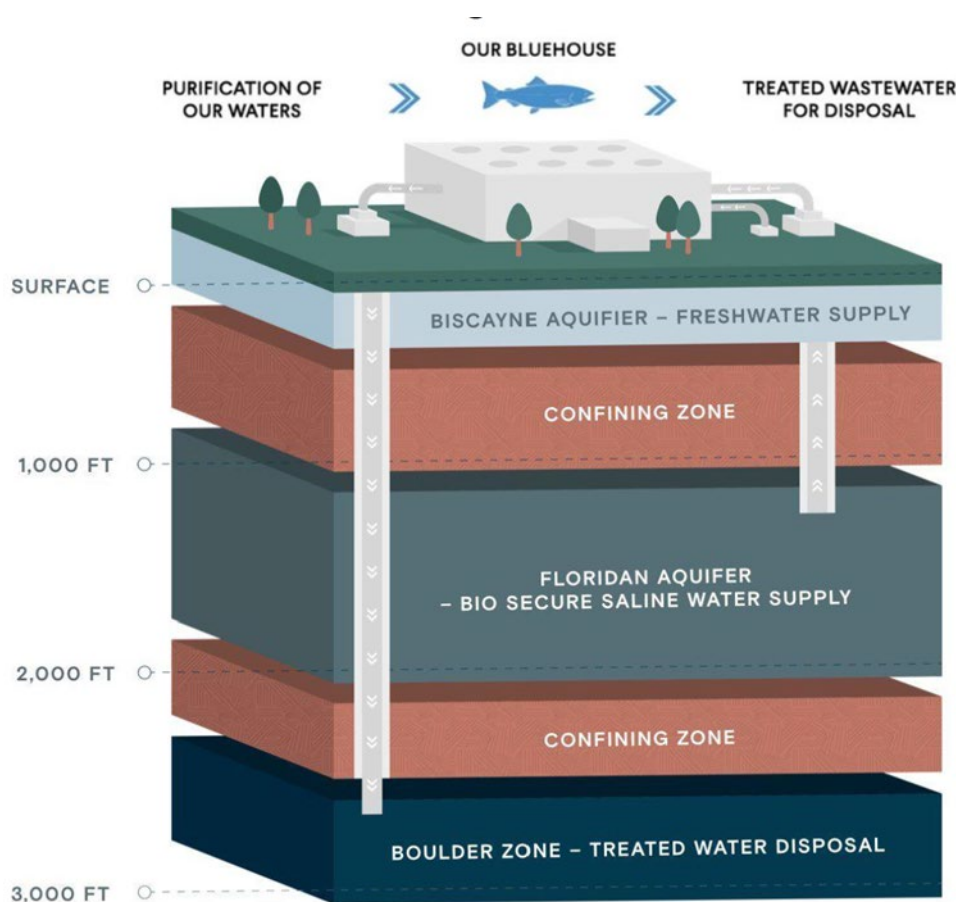 OUR BLUEHOUSE
PURIFICATION OF
OUR WATERS
TREATED WASTEWATER
FOR DISPOSAL
SURFACE
BISCAYNE AQUIFIER – FRESHWATER SUPPLY
CONFINING ZONE
1,000 FT
FLORIDAN AQUIFER
– BIO SECURE SALINE WATER SUPPLY
2,000 FT
CONFINING ZONE
BOULDER ZONE – TREATED WATER DISPOSAL
3,000 FT